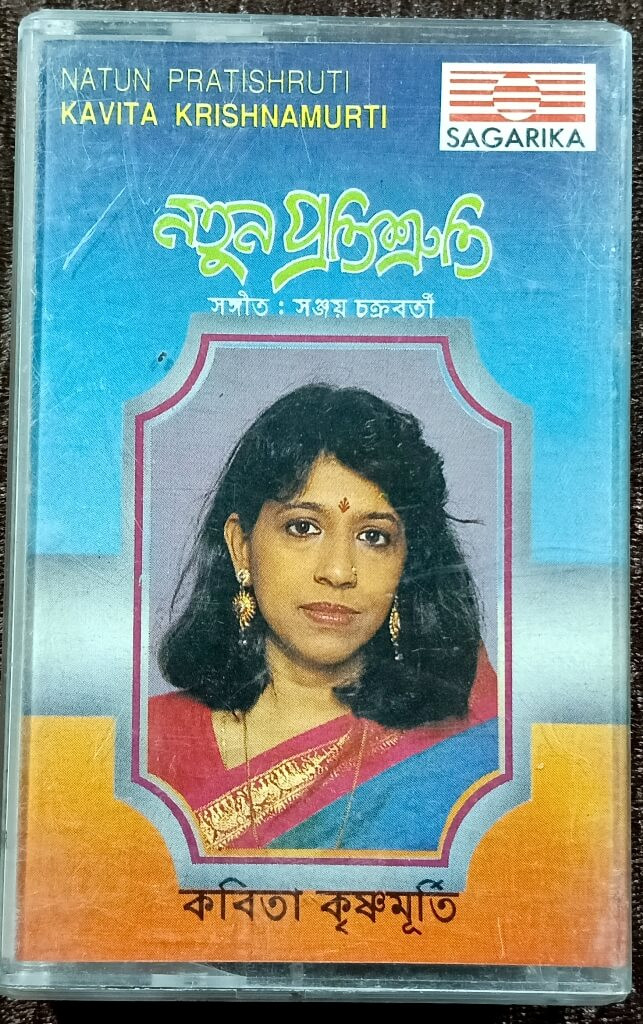 NATUN PRATISHRUTI
KAVITA KRISHNAMURTI
SAGARIKA
নতুন প্রতিশ্রুতি
সঙ্গীত : সঞ্জয় চক্রবর্তী
কবিতা কৃষ্ণমূর্তি